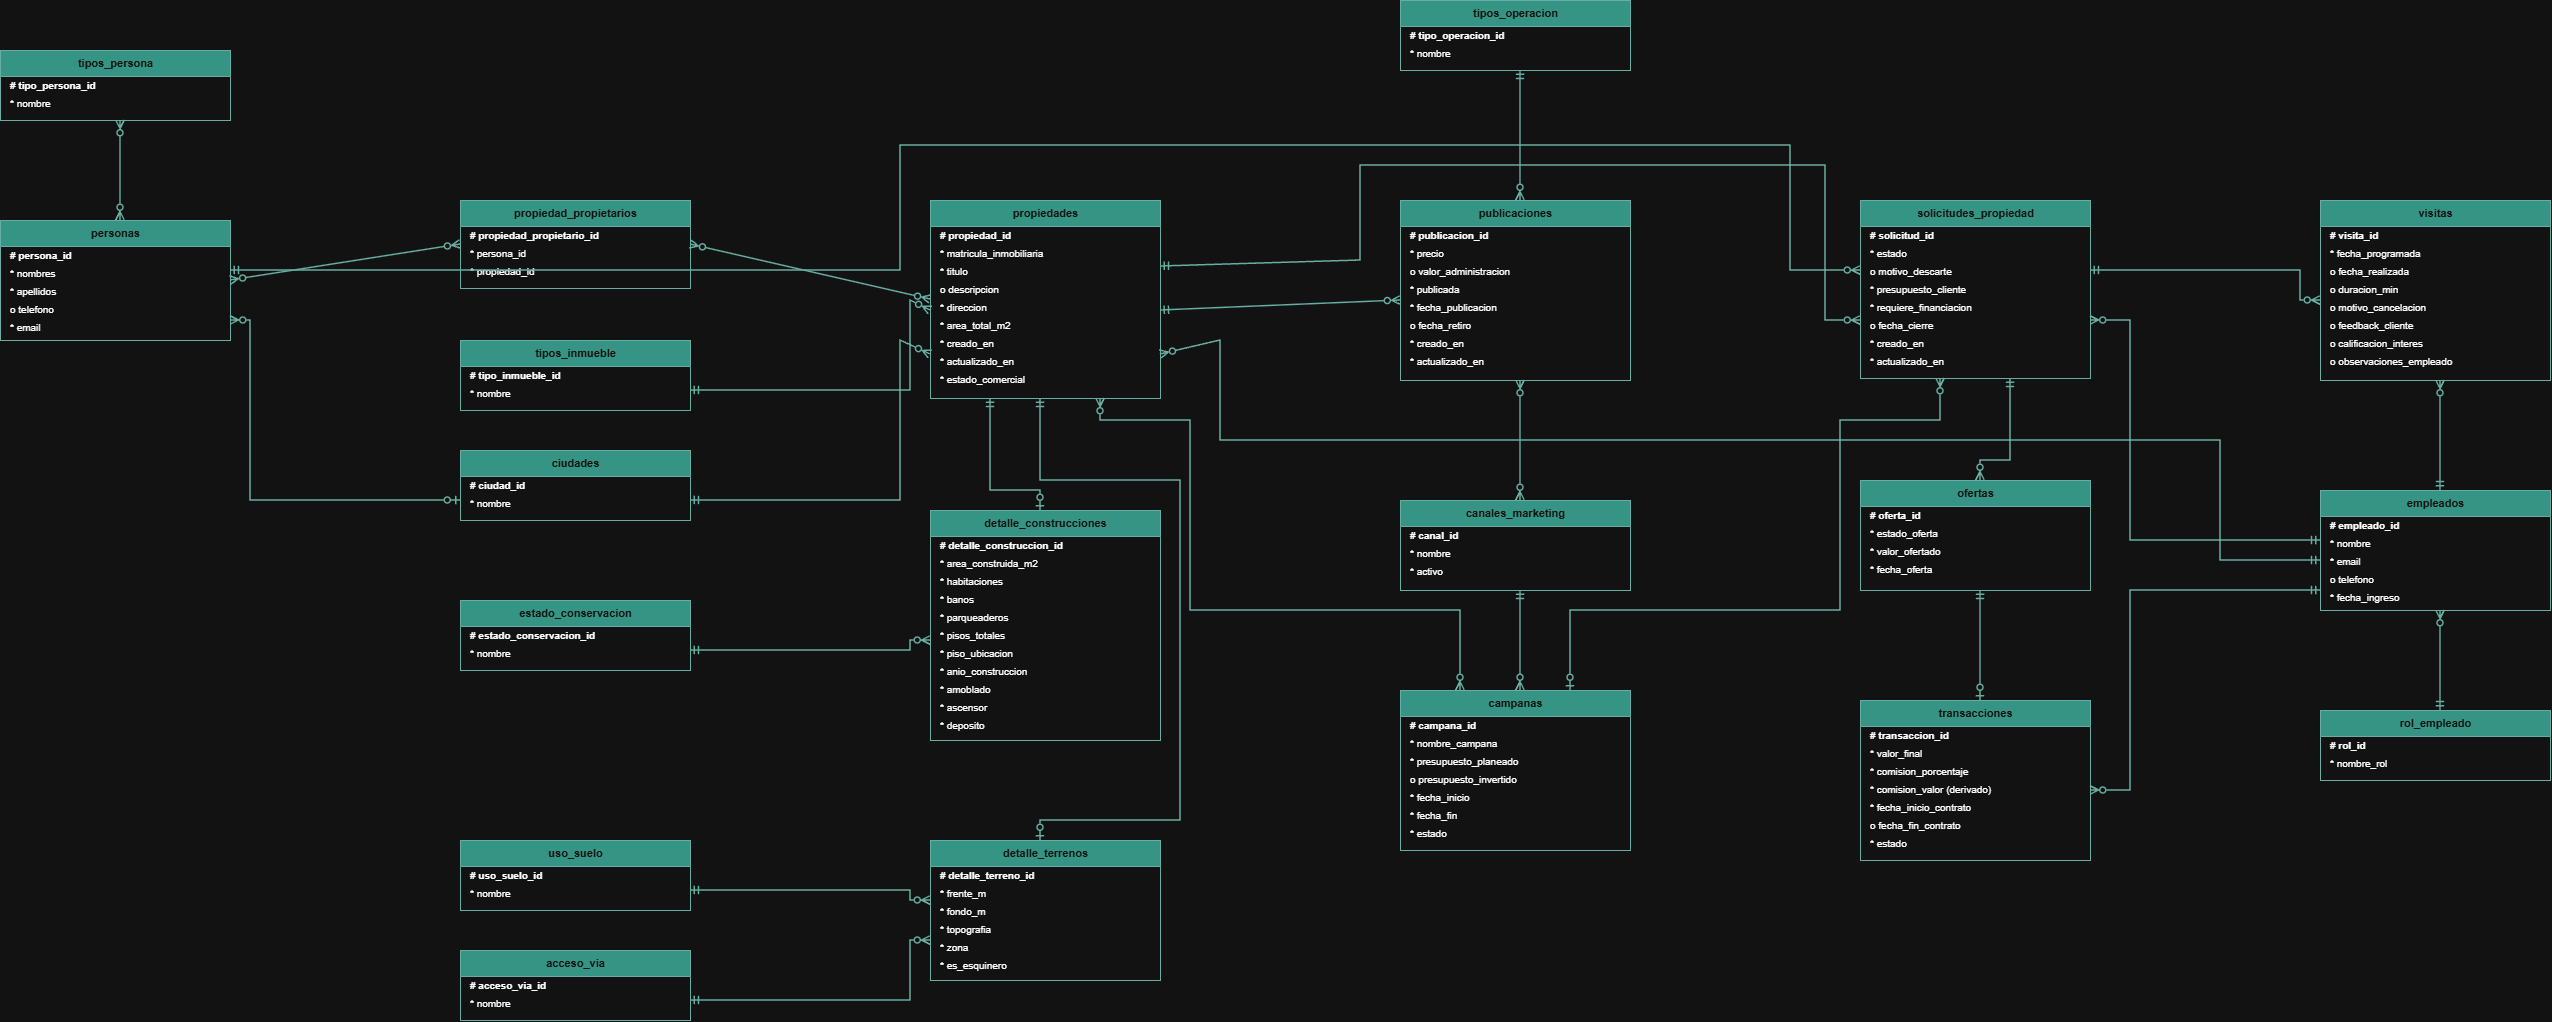 tipos_operacion
# tipo_operacion_id
* nombre
tipos_persona
# tipo_persona_id
* nombre
personas
# persona_id
* nombres
* apellidos
o telefono
* email
propiedad_propietarios
# propiedad_propietario_id
* persona_id
* propiedad_id
tipos_inmueble
# tipo_inmueble_id
* nombre
ciudades
# ciudad_id
* nombre
estado_conservacion
# estado_conservacion_id
* nombre
uso_suelo
# uso_suelo_id
* nombre
acceso_via
# acceso_via_id
* nombre
propiedades
# propiedad_id
* matricula_inmobiliaria
* titulo
o descripcion
* direccion
* area_total_m2
* creado_en
* actualizado_en
* estado_comercial
detalle_construcciones
# detalle_construccion_id
* area_construida_m2
* habitaciones
* banos
* parqueaderos
* pisos_totales
* piso_ubicacion
* anio_construccion
* amoblado
* ascensor
* deposito
detalle_terrenos
# detalle_terreno_id
* frente_m
* fondo_m
* topografia
* zona
* es_esquinero
publicaciones
# publicacion_id
* precio
o valor_administracion
* publicada
* fecha_publicacion
o fecha_retiro
* creado_en
* actualizado_en
canales_marketing
# canal_id
* nombre
* activo
campanas
# campana_id
* nombre_campana
* presupuesto_planeado
o presupuesto_invertido
* fecha_inicio
* fecha_fin
* estado
solicitudes_propiedad
# solicitud_id
* estado
o motivo_descarte
* presupuesto_cliente
* requiere_financiacion
o fecha_cierre
* creado_en
* actualizado_en
ofertas
# oferta_id
* estado_oferta
* valor_ofertado
* fecha_oferta
transacciones
# transaccion_id
* valor_final
* comision_porcentaje
* comision_valor (derivado)
* fecha_inicio_contrato
o fecha_fin_contrato
* estado
visitas
# visita_id
* fecha_programada
o fecha_realizada
o duracion_min
o motivo_cancelacion
o feedback_cliente
o calificacion_interes
o observaciones_empleado
empleados
# empleado_id
* nombre
* email
o telefono
* fecha_ingreso
rol_empleado
# rol_id
* nombre_rol